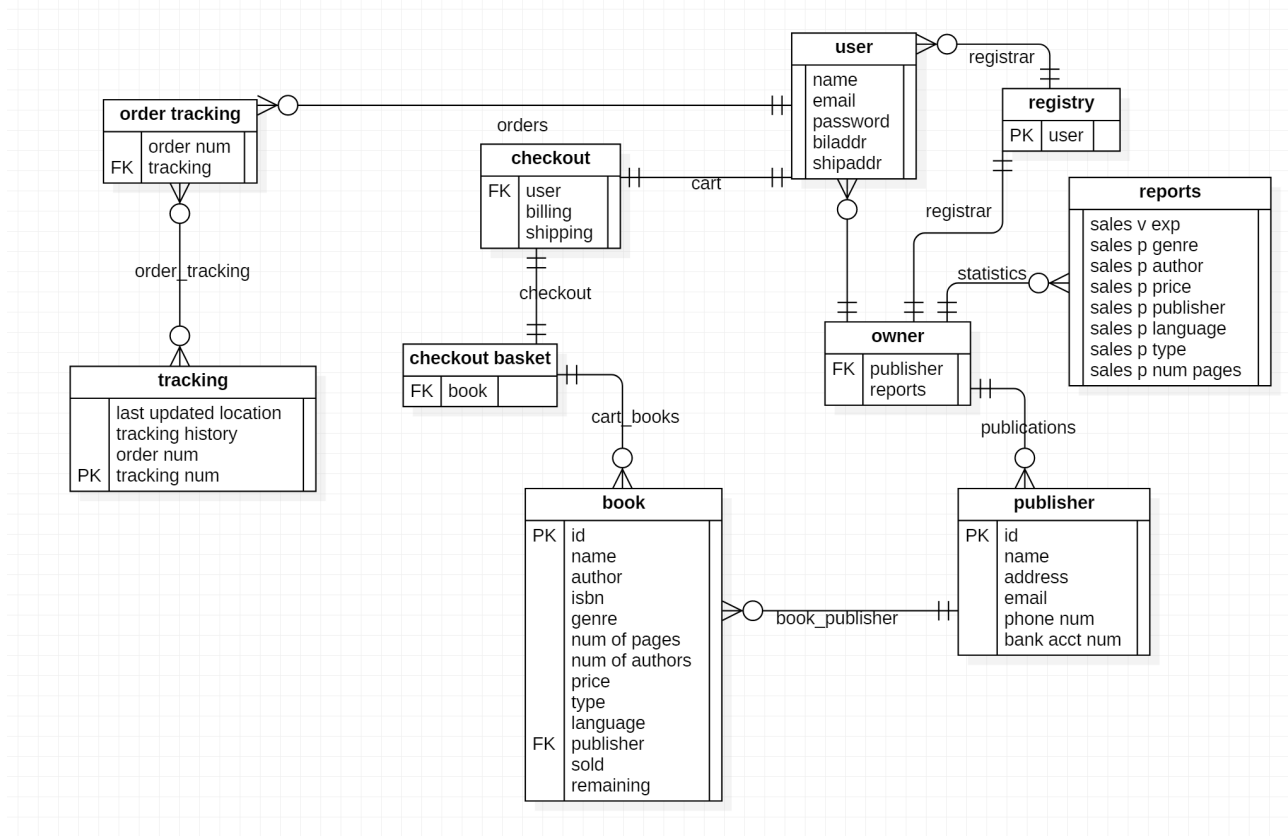 user
name
email
password
biladdr
shipaddr
registrar
registry
PK user
order tracking
order num
FK tracking
orders
checkout
FK user
billing
shipping
cart
registrar
reports
sales v exp
sales p genre
sales p author
sales p price
sales p publisher
sales p language
sales p type
sales p num pages
statistics
order_tracking
checkout
owner
FK publisher
reports
checkout basket
FK book
tracking
last updated location
tracking history
order num
PK tracking num
cart_books
publications
book
PK id
name
author
isbn
genre
num of pages
num of authors
price
type
language
FK publisher
sold
remaining
book_publisher
publisher
PK id
name
address
email
phone num
bank acct num